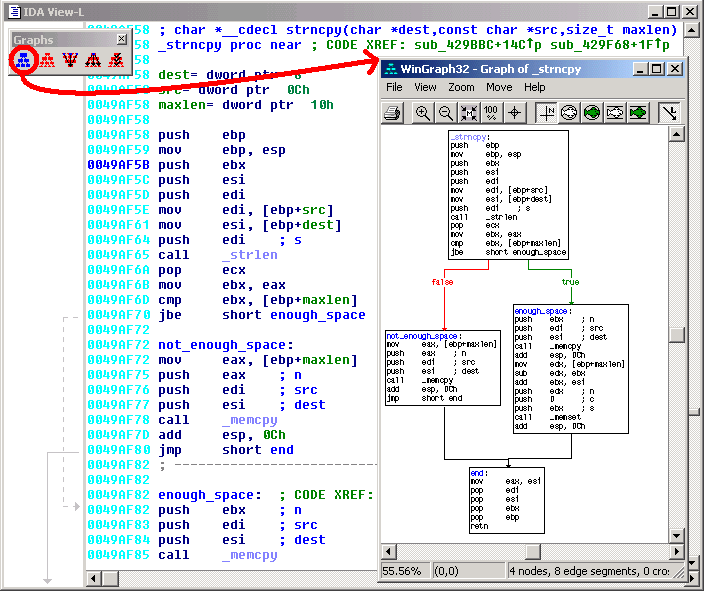 IDA View-L
Graphs
0049AF58 ; char *__cdecl strncpy(char *dest,const char *src,size_t maxlen)
_strncpy proc near ; CODE XREF: sub_429BBC+14C↑p sub_429F68+1F↑p
0049AF58
0049AF58 dest= dword ptr 8
src= dword ptr 0Ch
0049AF58 maxlen= dword ptr 10h
0049AF58
0049AF58 push ebp
0049AF59 mov ebp, esp
0049AF5B push ebx
0049AF5C push esi
0049AF5D push edi
0049AF5E mov edi, [ebp+src]
0049AF61 mov esi, [ebp+dest]
0049AF64 push edi ; s
0049AF65 call _strlen
0049AF6A pop ecx
0049AF6B mov ebx, eax
0049AF6D cmp ebx, [ebp+maxlen]
0049AF70 jbe short enough_space
0049AF72
0049AF72 not_enough_space:
0049AF72 mov eax, [ebp+maxlen]
0049AF75 push eax ; n
0049AF76 push edi ; src
0049AF77 push esi ; dest
0049AF78 call _memcpy
0049AF7D add esp, 0Ch
0049AF80 jmp short end
0049AF82 ; ----------------------------
0049AF82
0049AF82 enough_space: ; CODE XREF:
0049AF82 push ebx ; n
0049AF83 push edi ; src
0049AF84 push esi ; dest
0049AF85 call _memcpy
WinGraph32 - Graph of _strncpy
File View Zoom Move Help
100%
_strncpy:
push ebp
mov ebp, esp
push ebx
push esi
push edi
mov edi, [ebp+src]
mov esi, [ebp+dest]
push edi ; s
call _strlen
pop ecx
mov ebx, eax
cmp ebx, [ebp+maxlen]
jbe short enough_space
false
true
not_enough_space:
mov eax, [ebp+maxlen]
push eax ; n
push edi ; src
push esi ; dest
call _memcpy
add esp, 0Ch
jmp short end
enough_space:
push ebx ; n
push edi ; src
push esi ; dest
call _memcpy
add esp, 0Ch
mov edx, [ebp+maxlen]
sub edx, ebx
add ebx, esi
push edx ; n
push 0 ; c
push ebx ; s
call _memset
add esp, 0Ch
end:
mov eax, esi
pop edi
pop esi
pop ebx
pop ebp
retn
55.56% (0,0) 4 nodes, 8 edge segments, 0 cros